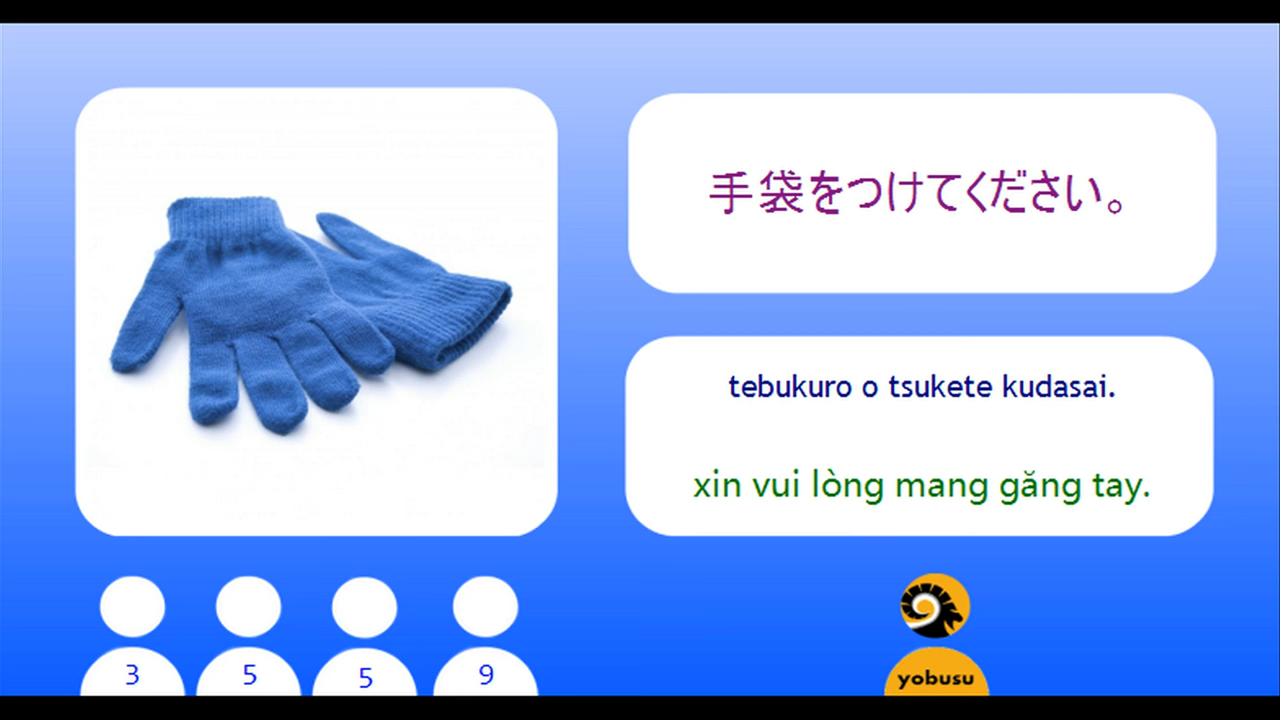 手袋をつけてください。
tebukuro o tsukete kudasai.
xin vui lòng mang găng tay.
3 5 5 9
yobusu